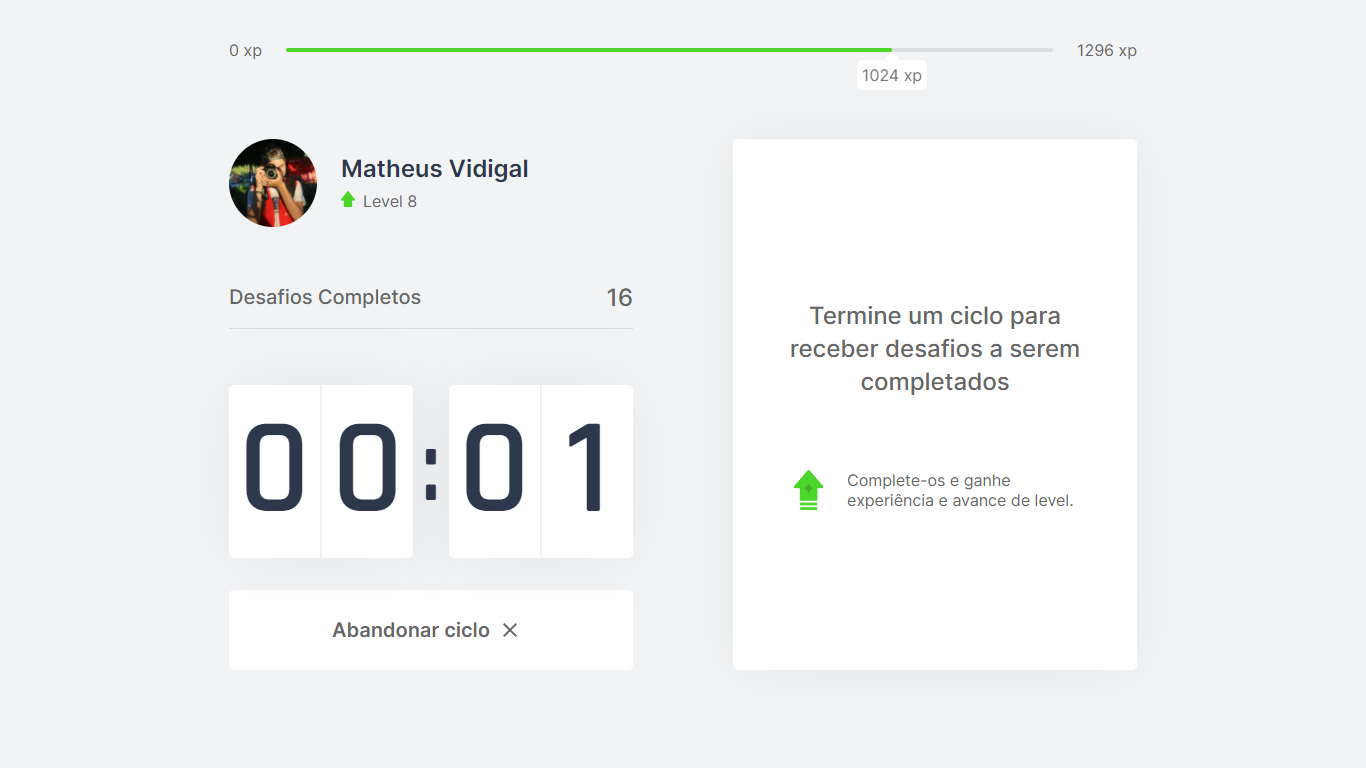 0 xp
1296 xp
1024 xp
Matheus Vidigal
Level 8
Desafios Completos 16
00:01
Abandonar ciclo
Termine um ciclo para
receber desafios a serem
completados
Complete-os e ganhe
experiência e avance de level.